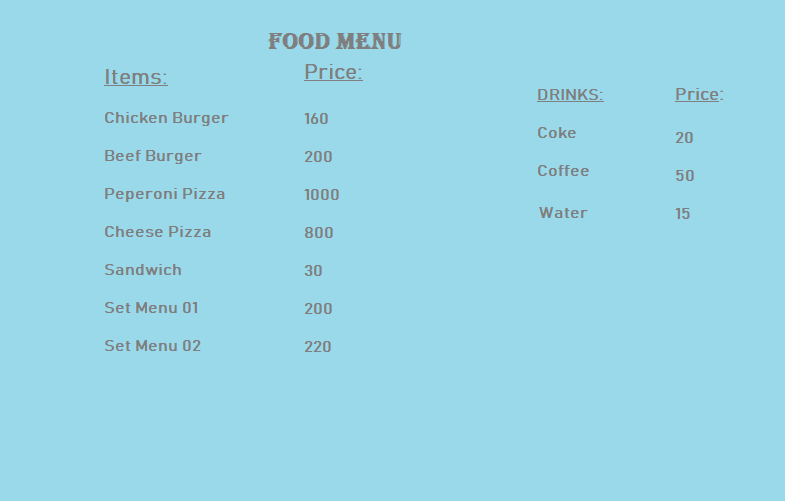 FOOD MENU
Items: Price:
Chicken Burger 160
Beef Burger 200
Peperoni Pizza 1000
Cheese Pizza 800
Sandwich 30
Set Menu 01 200
Set Menu 02 220
DRINKS: Price:
Coke 20
Coffee 50
Water 15